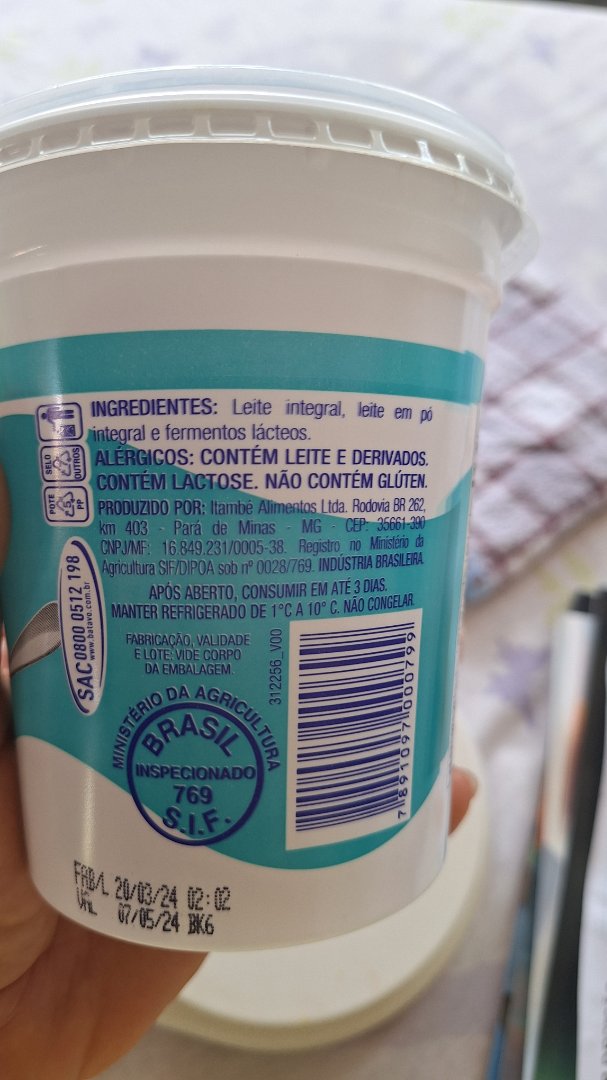 INGREDIENTES: Leite integral, leite em pó
integral e fermentos lácteos.
ALÉRGICOS: CONTÉM LEITE E DERIVADOS.
CONTÉM LACTOSE. NÃO CONTÉM GLÚTEN.
PRODUZIDO POR: Itambé Alimentos Ltda. Rodovia BR 262,
km 403 - Pará de Minas - MG - CEP: 35661-390
CNPJ/MF: 16.849.231/0005-38. Registro no Ministério da
Agricultura SIF/DIPOA sob nº 0028/769. INDÚSTRIA BRASILEIRA.
APÓS ABERTO, CONSUMIR EM ATÉ 3 DIAS.
MANTER REFRIGERADO DE 1°C A 10° C. NÃO CONGELAR.
SELO
OUTROS
POTE
5
PP
SAC 0800 0512 198
www.batavo.com.br
FABRICAÇÃO, VALIDADE
E LOTE: VIDE CORPO
DA EMBALAGEM.
312256_V00
MINISTÉRIO DA AGRICULTURA
BRASIL
INSPECIONADO
769
S.I.F.
7 891097 000799
FAB/L 20/03/24 02:02
VAL 07/05/24 BK6